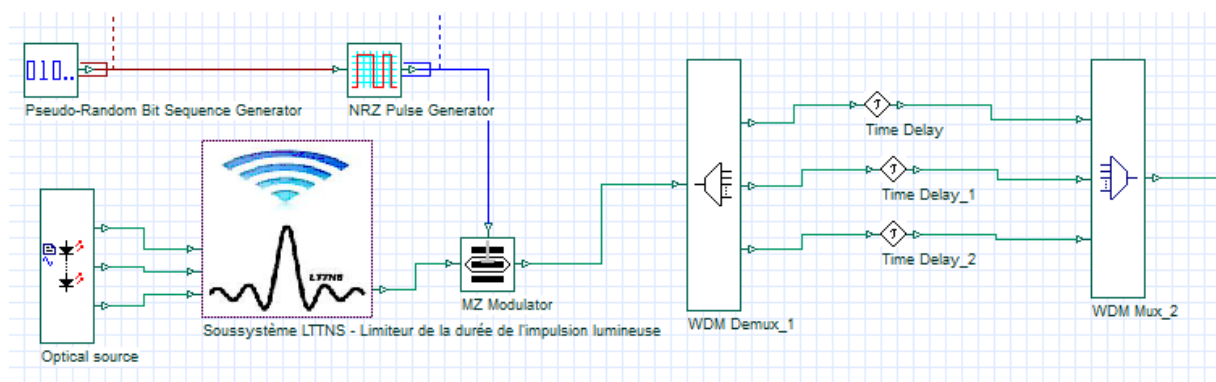 010..
Pseudo-Random Bit Sequence Generator
NRZ Pulse Generator
τ
Time Delay
τ
Time Delay_1
τ
Time Delay_2
LTTNS
MZ Modulator
Soussystème LTTNS - Limiteur de la durée de l'impulsion lumineuse
WDM Demux_1
WDM Mux_2
Optical source